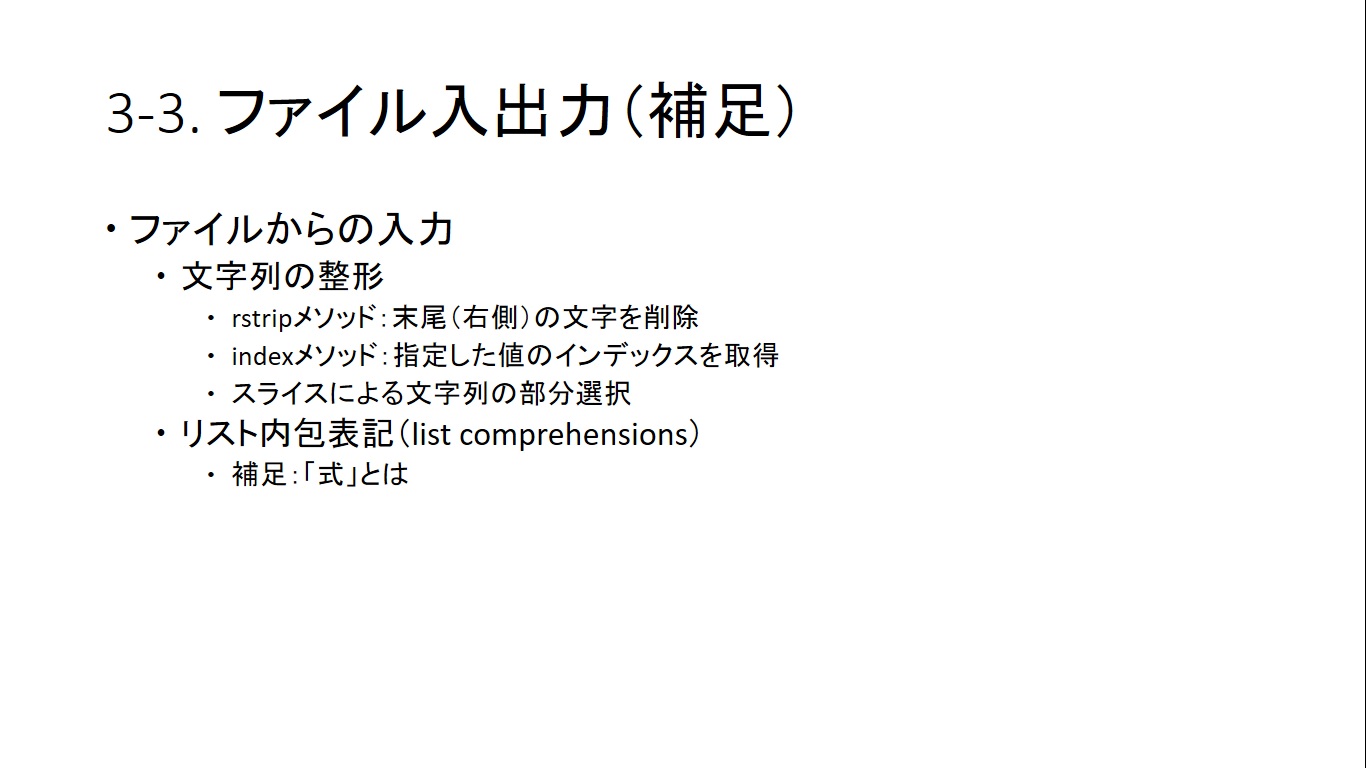 3-3. ファイル入出力（補足）
・ファイルからの入力
・文字列の整形
・rstripメソッド：末尾（右側）の文字を削除
・indexメソッド：指定した値のインデックスを取得
・スライスによる文字列の部分選択
・リスト内包表記（list comprehensions）
・補足：「式」とは